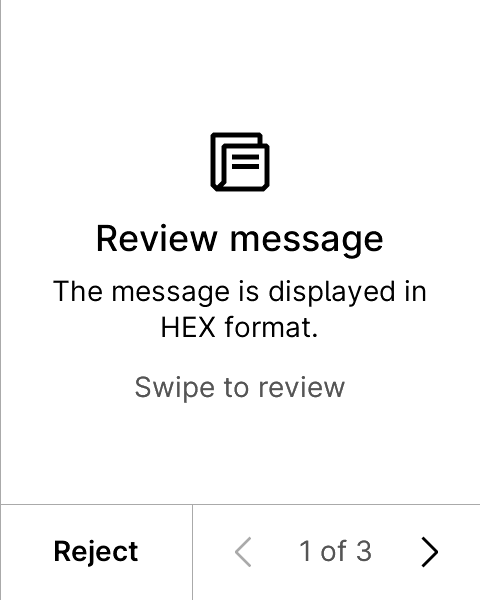 Review message
The message is displayed in
HEX format.
Swipe to review
Reject
1 of 3